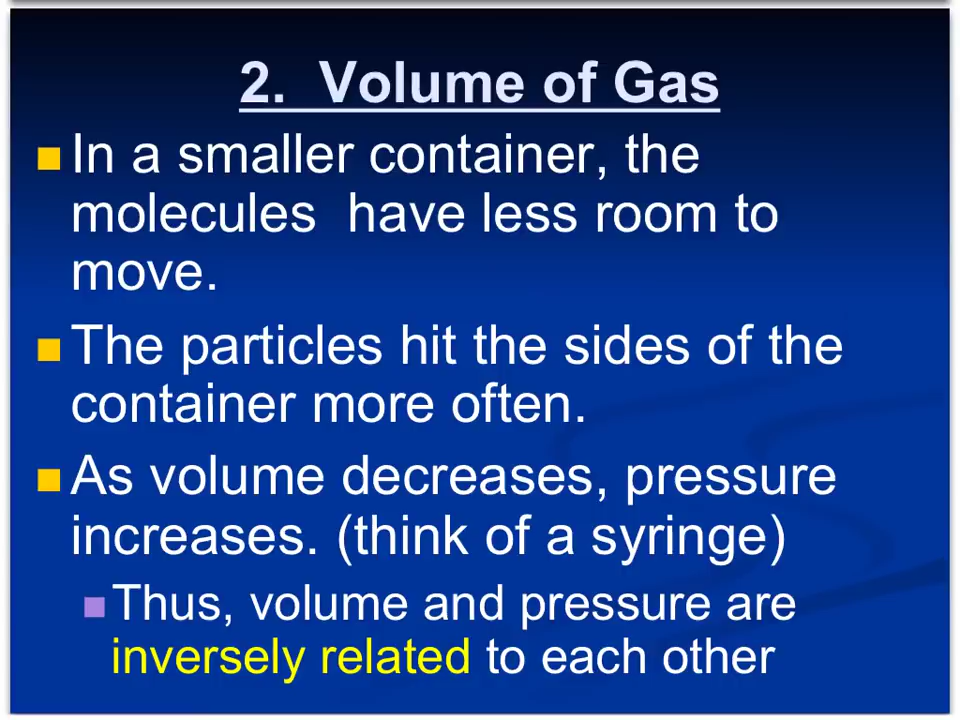 2.  Volume of Gas
In a smaller container, the
molecules  have less room to
move.
The particles hit the sides of the
container more often.
As volume decreases, pressure
increases. (think of a syringe)
Thus, volume and pressure are
inversely related to each other